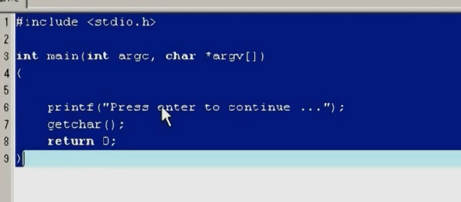 1 #include <stdio.h>
2
3 int main(int argc, char *argv[])
4 {
5
6 printf("Press enter to continue ...");
7 getchar();
8 return 0;
9 }